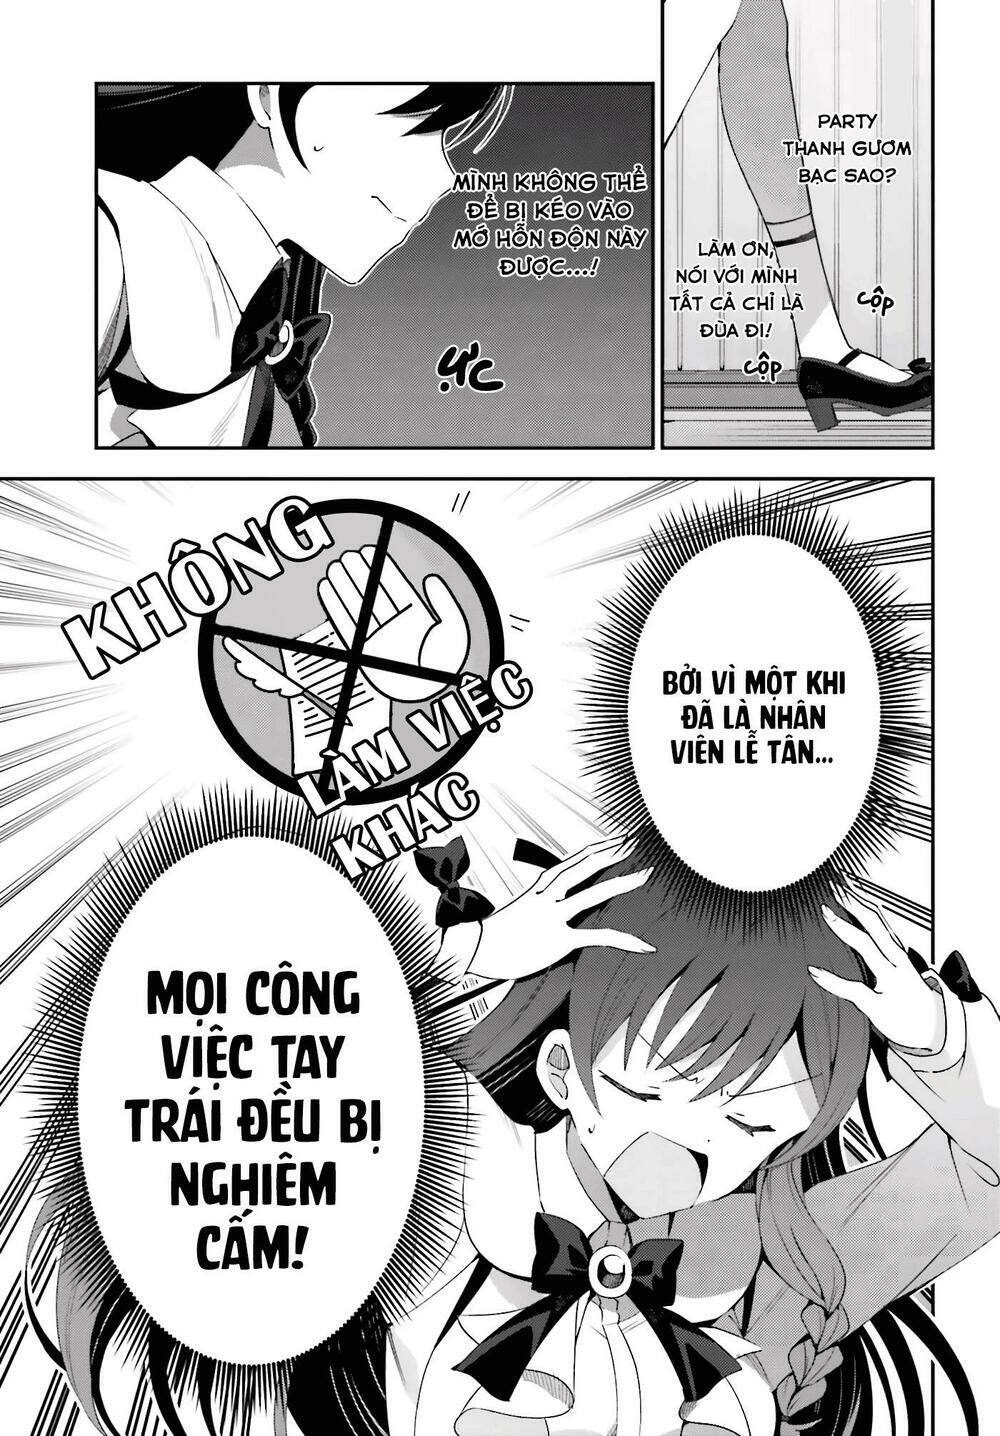 PARTY
THANH GƯƠM
BẠC SAO?
LÀM ƠN,
NÓI VỚI MÌNH
TẤT CẢ CHỈ LÀ
ĐÙA ĐI!
CỘP
CỘP
MÌNH KHÔNG THỂ
ĐỂ BỊ KÉO VÀO
MỚ HỖN ĐỘN NÀY
ĐƯỢC...!
ỰC
BỞI VÌ MỘT KHI
ĐÃ LÀ NHÂN
VIÊN LỄ TÂN...
KHÔNG
LÀM VIỆC
KHÁC
MỌI CÔNG
VIỆC TAY
TRÁI ĐỀU BỊ
NGHIÊM
CẤM!